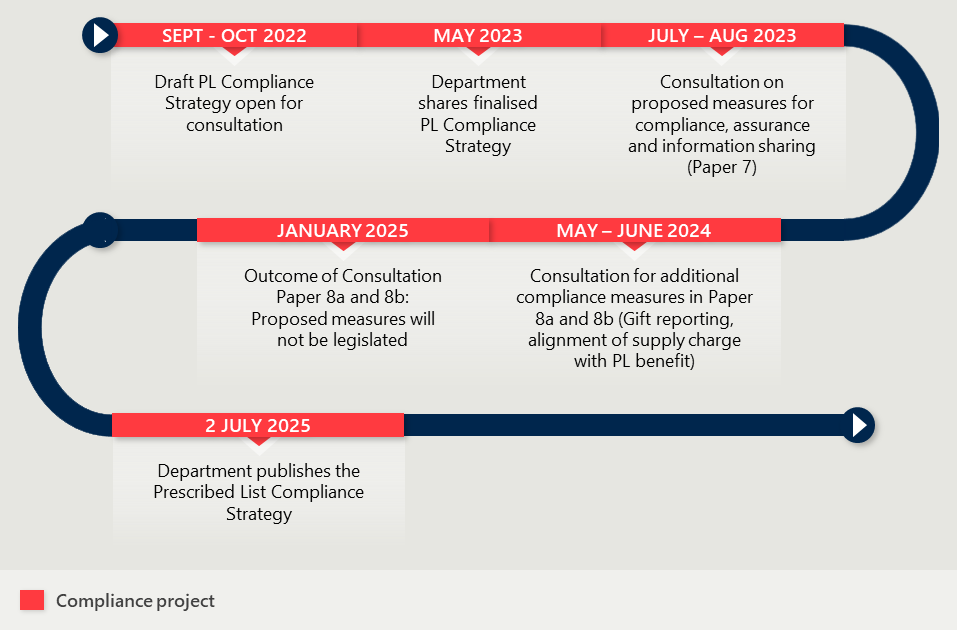 SEPT - OCT 2022
Draft PL Compliance
Strategy open for
consultation
MAY 2023
Department
shares finalised
PL Compliance
Strategy
JULY – AUG 2023
Consultation on
proposed measures for
compliance, assurance
and information sharing
(Paper 7)
MAY – JUNE 2024
Consultation for additional
compliance measures in Paper
8a and 8b (Gift reporting,
alignment of supply charge
with PL benefit)
JANUARY 2025
Outcome of Consultation
Paper 8a and 8b:
Proposed measures will
not be legislated
2 JULY 2025
Department publishes the
Prescribed List Compliance
Strategy
Compliance project